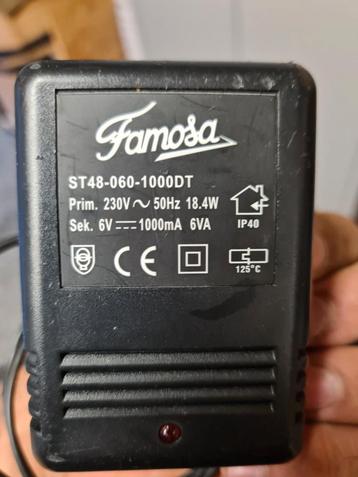 Famosa
ST48-060-1000DT
Prim. 230V ~ 50Hz 18.4W
Sek. 6V ⎓ 1000mA 6VA
IP40
CE
125°C